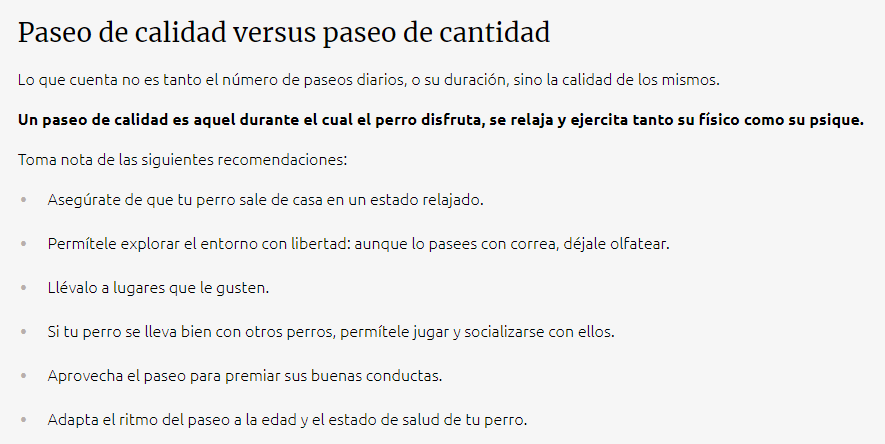 Paseo de calidad versus paseo de cantidad
Lo que cuenta no es tanto el número de paseos diarios, o su duración, sino la calidad de los mismos.
Un paseo de calidad es aquel durante el cual el perro disfruta, se relaja y ejercita tanto su físico como su psique.
Toma nota de las siguientes recomendaciones:
• Asegúrate de que tu perro sale de casa en un estado relajado.
• Permítele explorar el entorno con libertad: aunque lo pasees con correa, déjale olfatear.
• Llévalo a lugares que le gusten.
• Si tu perro se lleva bien con otros perros, permítele jugar y socializarse con ellos.
• Aprovecha el paseo para premiar sus buenas conductas.
• Adapta el ritmo del paseo a la edad y el estado de salud de tu perro.